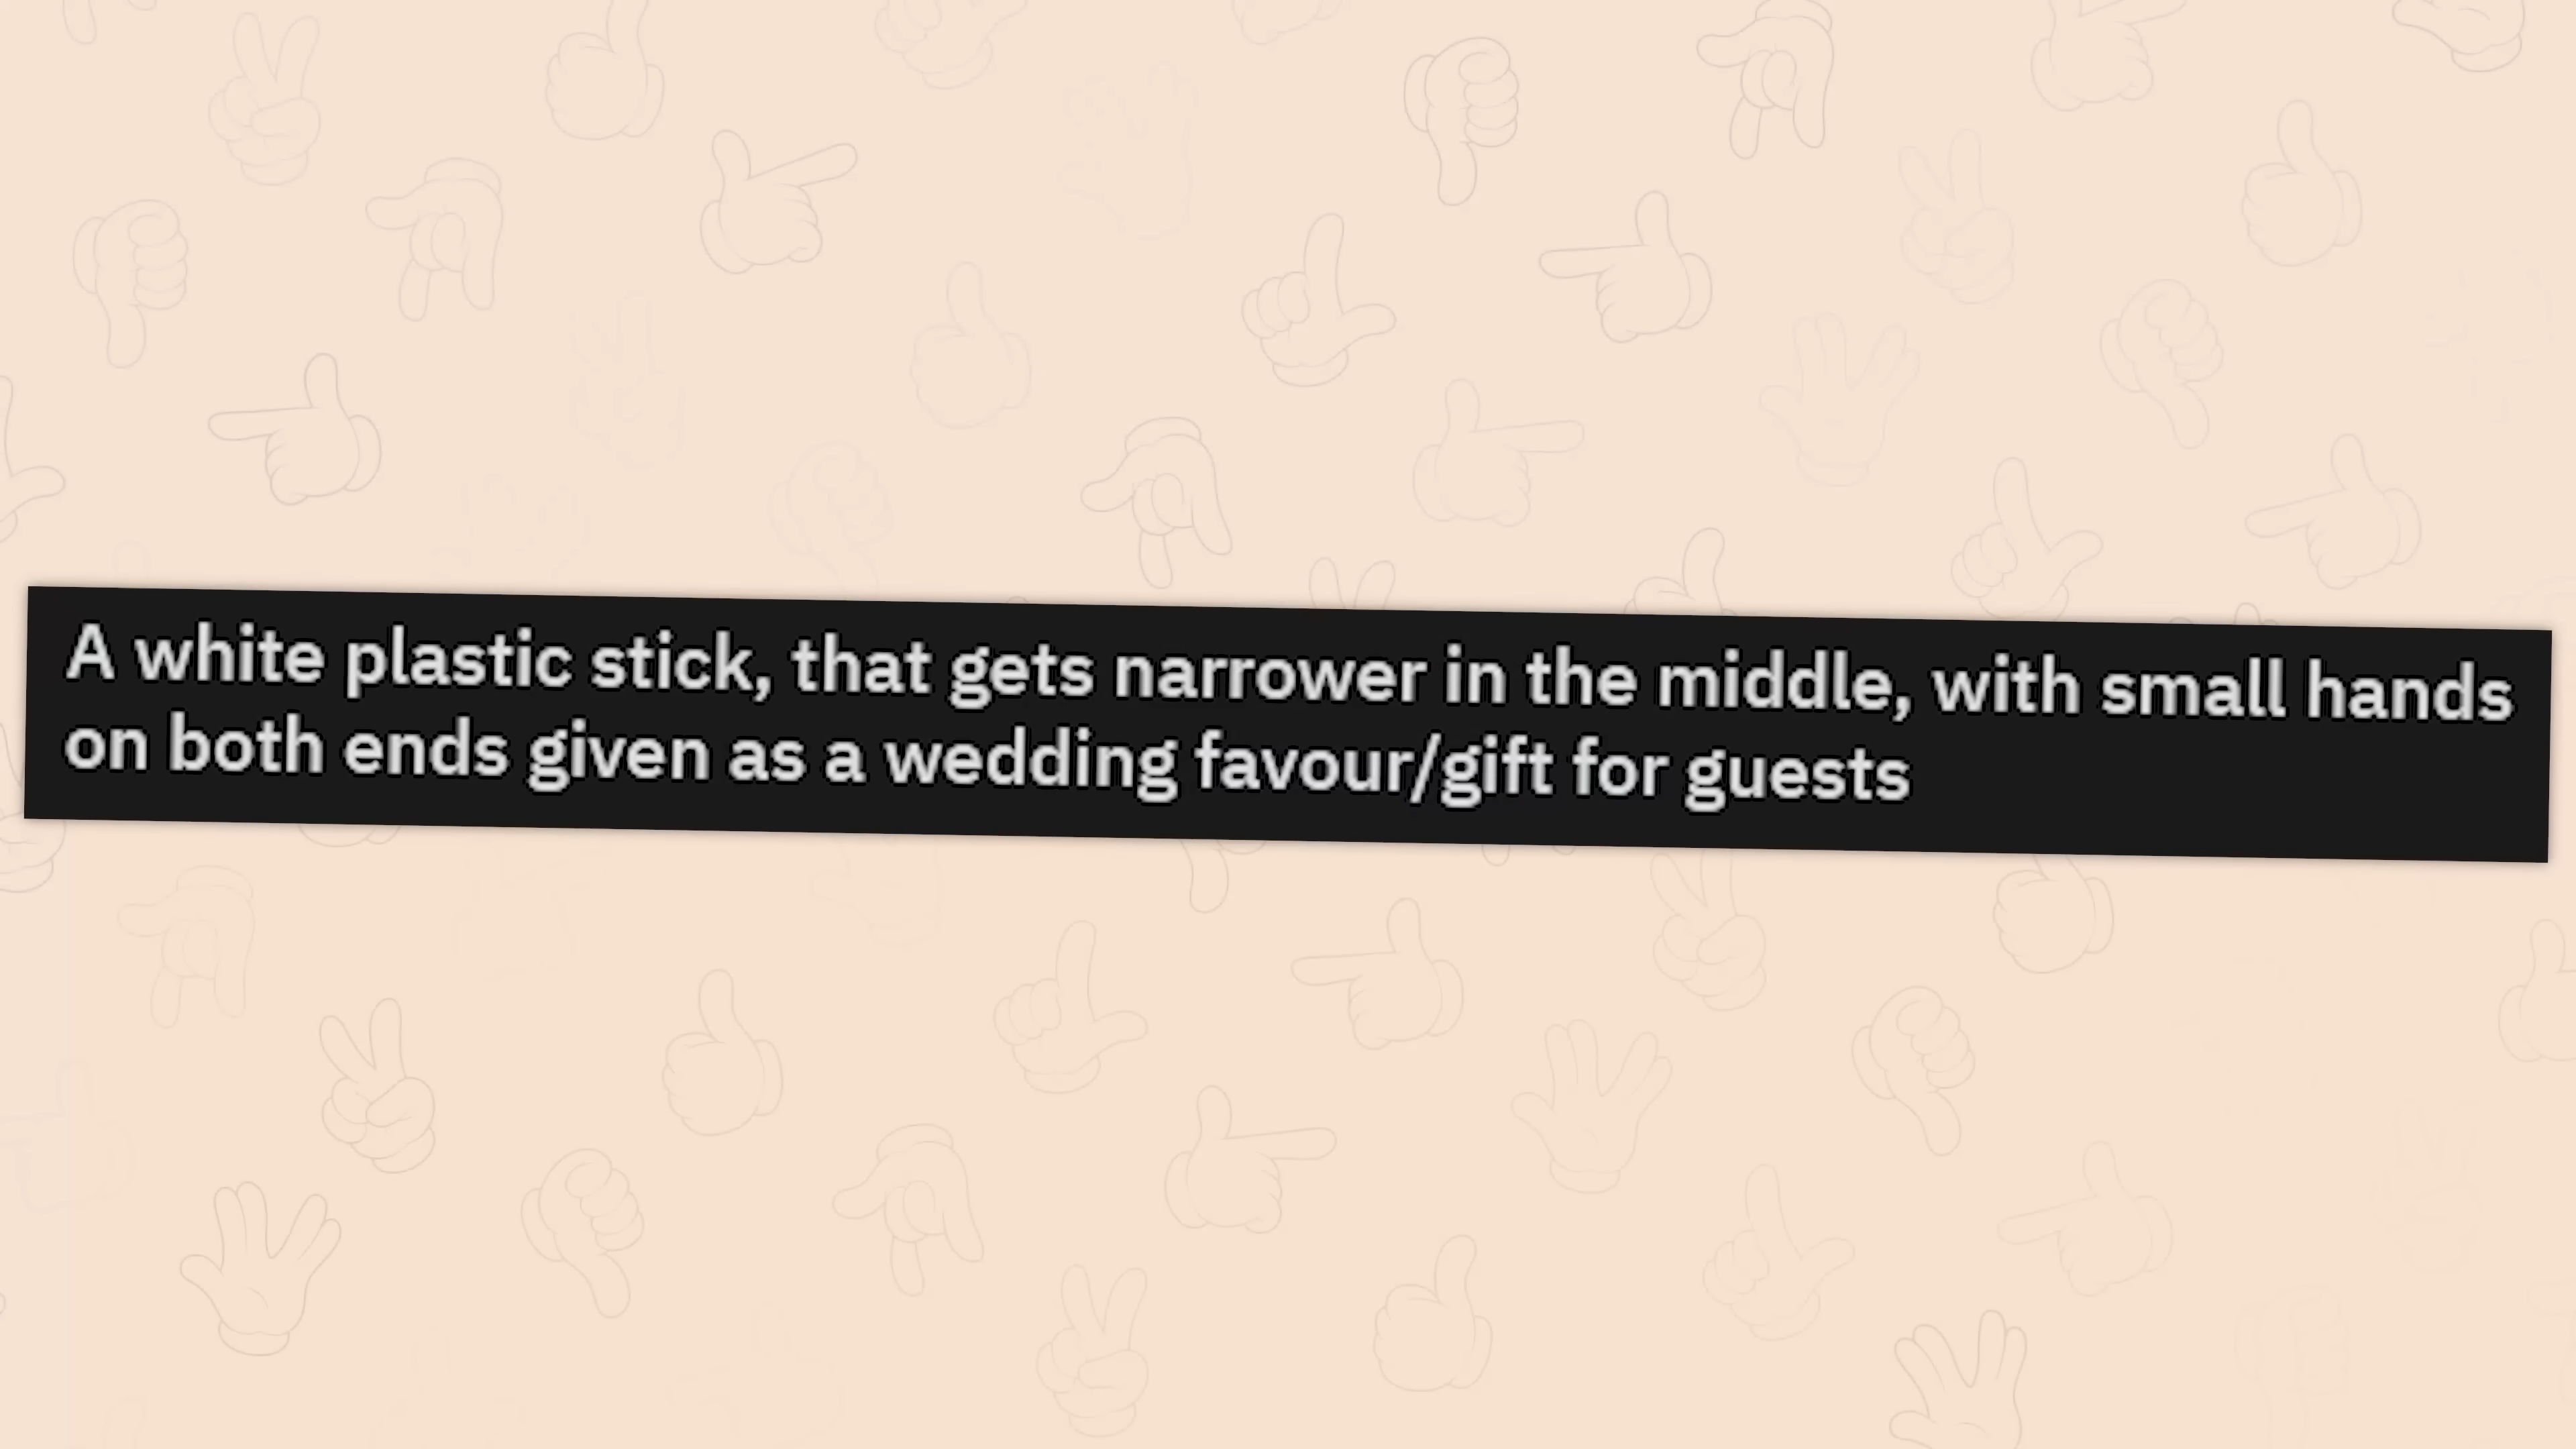 A white plastic stick, that gets narrower in the middle, with small hands
on both ends given as a wedding favour/gift for guests